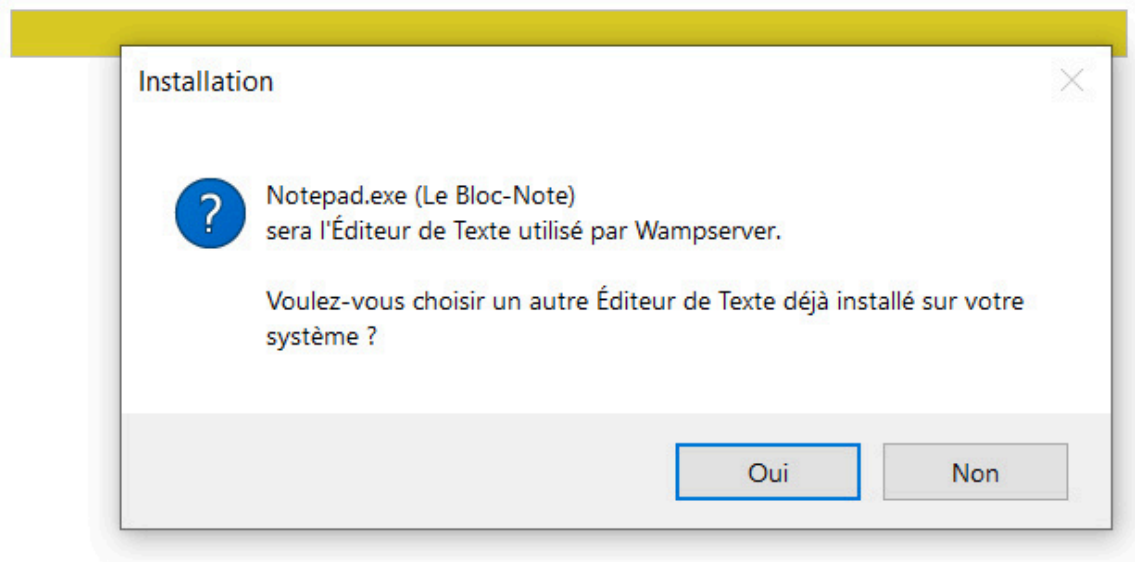 Installation
Notepad.exe (Le Bloc-Note)
sera l'Éditeur de Texte utilisé par Wampserver.
Voulez-vous choisir un autre Éditeur de Texte déjà installé sur votre
système ?
Oui Non